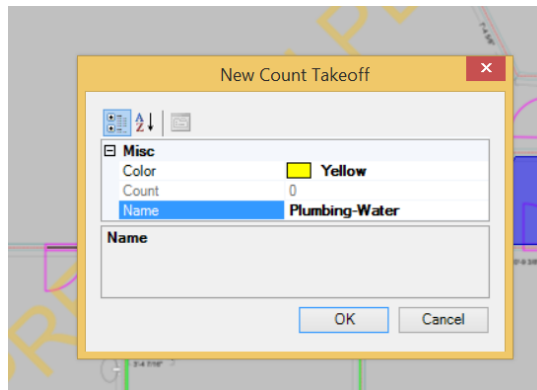 New Count Takeoff
Misc
Color Yellow
Count 0
Name Plumbing-Water
Name
OK Cancel